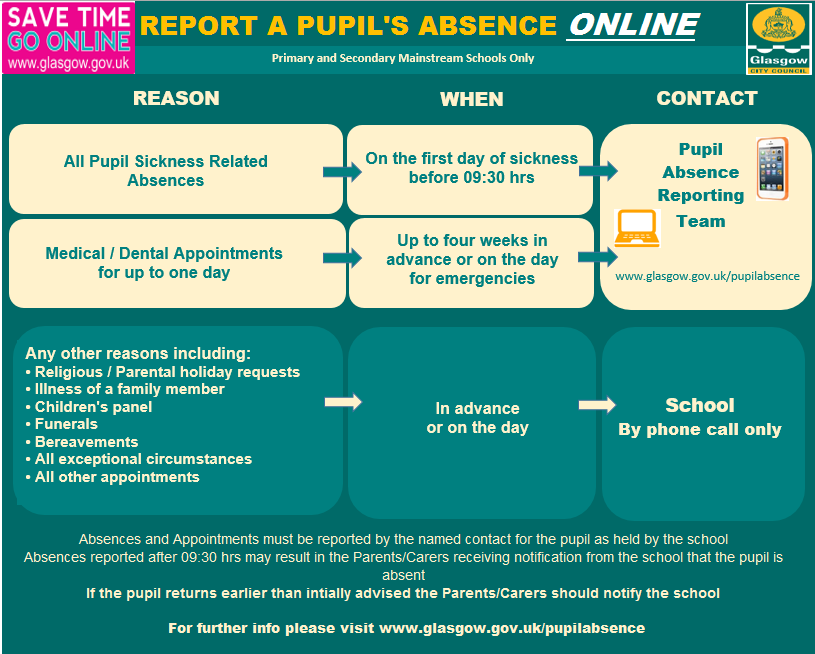 SAVE TIME
GO ONLINE
www.glasgow.gov.uk
REPORT A PUPIL'S ABSENCE ONLINE
Primary and Secondary Mainstream Schools Only
Glasgow
CITY COUNCIL
REASON
WHEN
CONTACT
All Pupil Sickness Related
Absences
On the first day of sickness
before 09:30 hrs
Pupil
Absence
Reporting
Team
www.glasgow.gov.uk/pupilabsence
Medical / Dental Appointments
for up to one day
Up to four weeks in
advance or on the day
for emergencies
Any other reasons including:
• Religious / Parental holiday requests
• Illness of a family member
• Children's panel
• Funerals
• Bereavements
• All exceptional circumstances
• All other appointments
In advance
or on the day
School
By phone call only
Absences and Appointments must be reported by the named contact for the pupil as held by the school
Absences reported after 09:30 hrs may result in the Parents/Carers receiving notification from the school that the pupil is
absent
If the pupil returns earlier than intially advised the Parents/Carers should notify the school
For further info please visit www.glasgow.gov.uk/pupilabsence